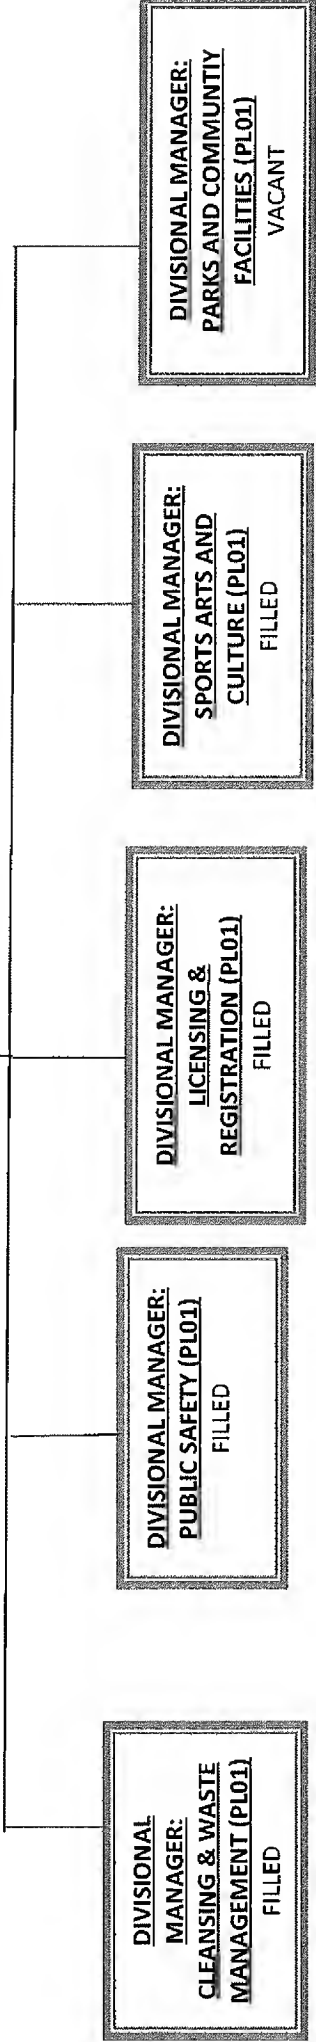 DIVISIONAL
MANAGER:
CLEANSING & WASTE
MANAGEMENT (PL01)
FILLED
DIVISIONAL MANAGER:
PUBLIC SAFETY (PL01)
FILLED
DIVISIONAL MANAGER:
LICENSING &
REGISTRATION (PL01)
FILLED
DIVISIONAL MANAGER:
SPORTS ARTS AND
CULTURE (PL01)
FILLED
DIVISIONAL MANAGER:
PARKS AND COMMUNTIY
FACILITIES (PL01)
VACANT